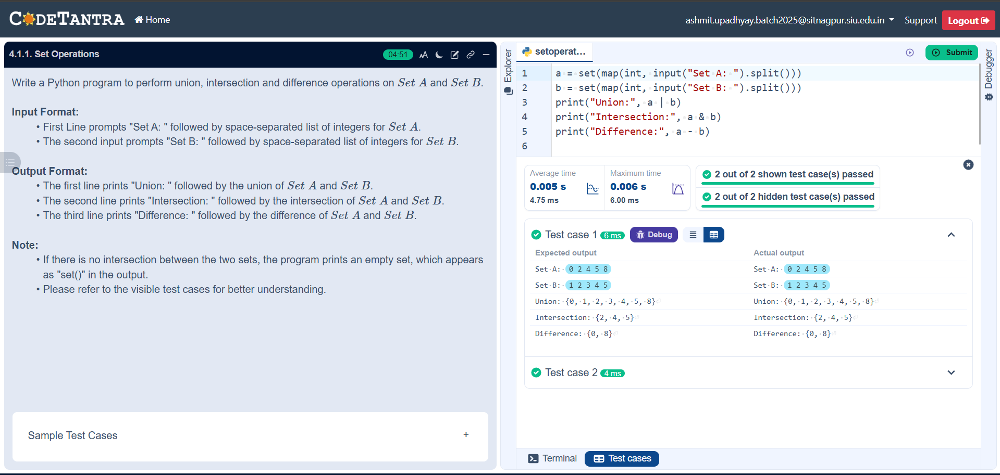 CODETANTRA Home
ashmit.upadhyay.batch2025@sitnagpur.siu.edu.in Support Logout
4.1.1. Set Operations
04:51 AA
Write a Python program to perform union, intersection and difference operations on Set A and Set B.
Input Format:
• First Line prompts "Set A: " followed by space-separated list of integers for Set A.
• The second input prompts "Set B: " followed by space-separated list of integers for Set B.
Output Format:
• The first line prints "Union: " followed by the union of Set A and Set B.
• The second line prints "Intersection: " followed by the intersection of Set A and Set B.
• The third line prints "Difference: " followed by the difference of Set A and Set B.
Note:
• If there is no intersection between the two sets, the program prints an empty set, which appears
as "set()" in the output.
• Please refer to the visible test cases for better understanding.
Sample Test Cases +
Explorer
setoperat...
Submit
Debugger
1 a = set(map(int, input("Set A: ").split()))
2 b = set(map(int, input("Set B: ").split()))
3 print("Union:", a | b)
4 print("Intersection:", a & b)
5 print("Difference:", a - b)
6
Average time
0.005 s
4.75 ms
Maximum time
0.006 s
6.00 ms
2 out of 2 shown test case(s) passed
2 out of 2 hidden test case(s) passed
Test case 1 6 ms Debug
Expected output Actual output
Set A: 0 2 4 5 8 Set A: 0 2 4 5 8
Set B: 1 2 3 4 5 Set B: 1 2 3 4 5
Union: {0, 1, 2, 3, 4, 5, 8} Union: {0, 1, 2, 3, 4, 5, 8}
Intersection: {2, 4, 5} Intersection: {2, 4, 5}
Difference: {0, 8} Difference: {0, 8}
Test case 2 4 ms
Terminal Test cases